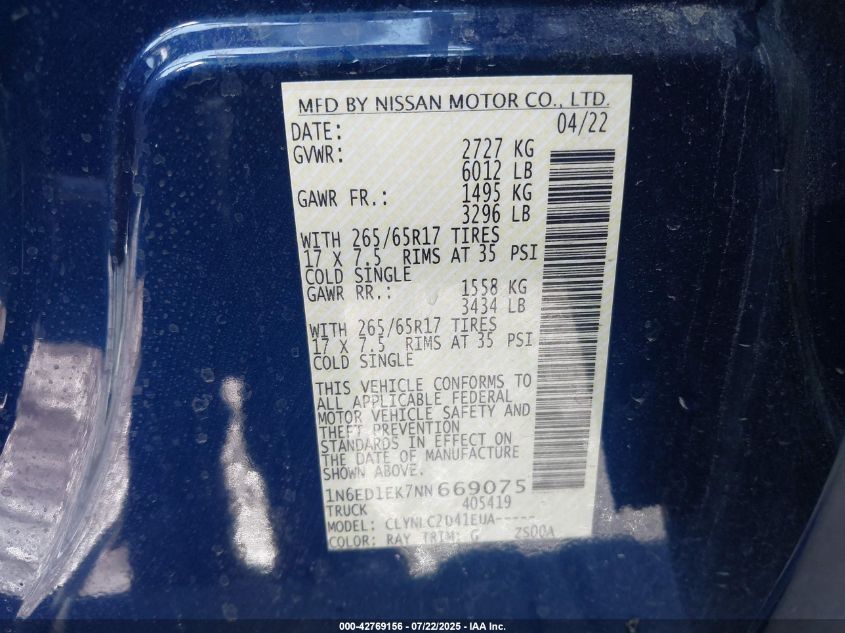 MFD BY NISSAN MOTOR CO., LTD.
DATE: 04/22
GVWR: 2727 KG
6012 LB
GAWR FR.: 1495 KG
3296 LB
WITH 265/65R17 TIRES
17 X 7.5 RIMS AT 35 PSI
COLD SINGLE
GAWR RR.: 1558 KG
3434 LB
WITH 265/65R17 TIRES
17 X 7.5 RIMS AT 35 PSI
COLD SINGLE
THIS VEHICLE CONFORMS TO
ALL APPLICABLE FEDERAL
MOTOR VEHICLE SAFETY AND
THEFT PREVENTION
STANDARDS IN EFFECT ON
THE DATE OF MANUFACTURE
SHOWN ABOVE.
1N6ED1EK7NN669075
TRUCK 405419
MODEL: CLYNLC2D41EUA-----
COLOR: RAY TRIM: G ZS00A
000-42769156 - 07/22/2025 - IAA Inc.